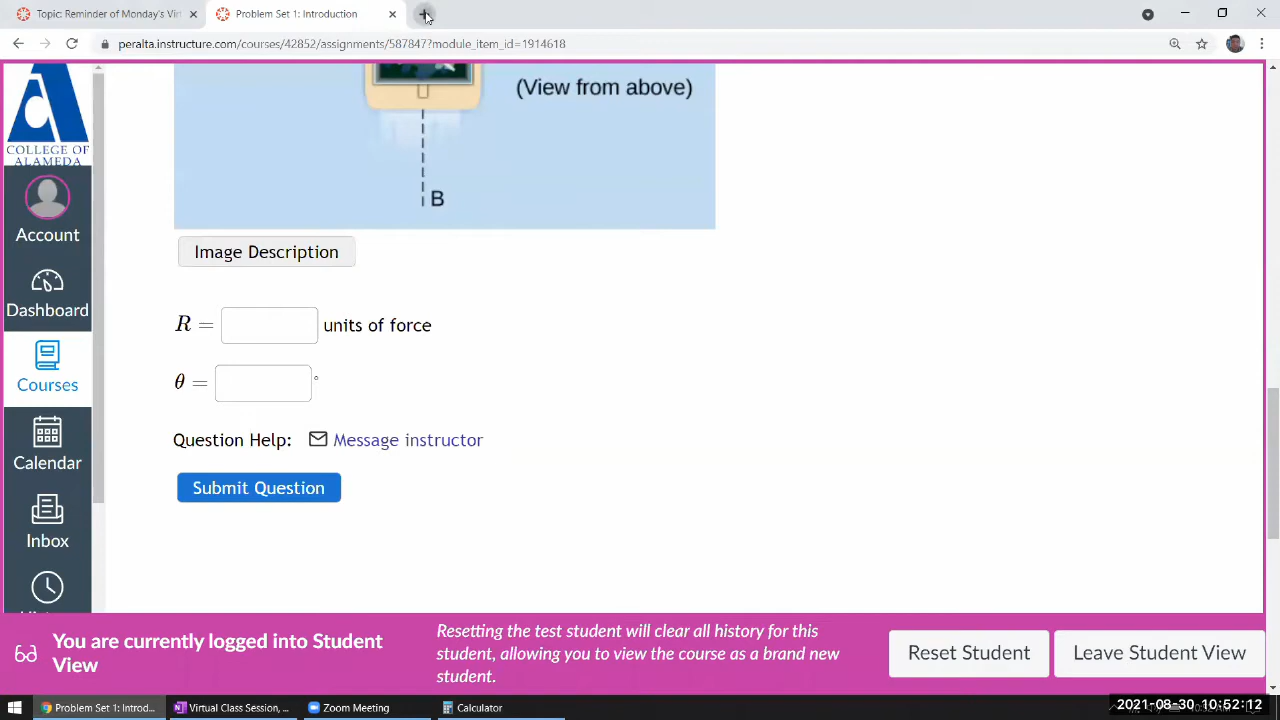 Topic: Reminder of Monday's Vi
Problem Set 1: Introduction
peralta.instructure.com/courses/42852/assignments/587847?module_item_id=1914618
COLLEGE OF
ALAMEDA
Account
Dashboard
Courses
Calendar
Inbox
(View from above)
B
Image Description
R = units of force
θ = °
Question Help: Message instructor
Submit Question
You are currently logged into Student
View
Resetting the test student will clear all history for this
student, allowing you to view the course as a brand new
student.
Reset Student
Leave Student View
Problem Set 1: Introd...
Virtual Class Session, ...
Zoom Meeting
Calculator
2021-08-30 10:52:12